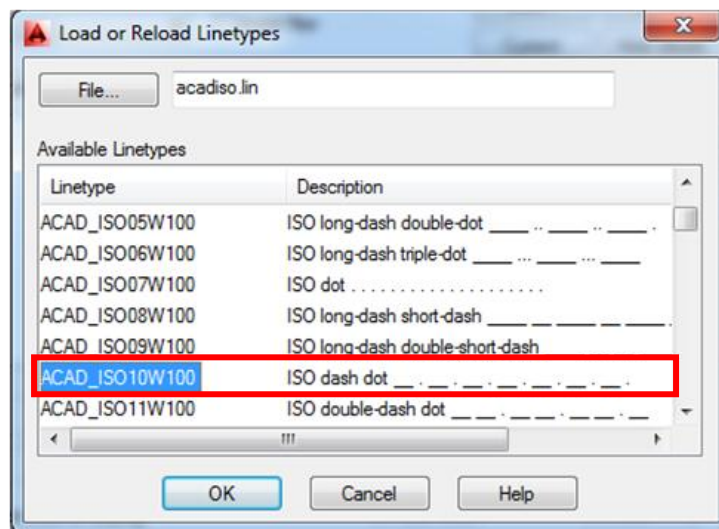 Load or Reload Linetypes
File... acadiso.lin
Available Linetypes
Linetype Description
ACAD_ISO05W100 ISO long-dash double-dot ____ .. ____ .. ____ .
ACAD_ISO06W100 ISO long-dash triple-dot ____ ... ____ ... ____
ACAD_ISO07W100 ISO dot . . . . . . . . . . . . . . . . . . . .
ACAD_ISO08W100 ISO long-dash short-dash ____ __ ____ __ ____
ACAD_ISO09W100 ISO long-dash double-short-dash
ACAD_ISO10W100 ISO dash dot __ . __ . __ . __ . __ . __ . __ .
ACAD_ISO11W100 ISO double-dash dot __ __ . __ __ . __ __ . __
OK Cancel Help